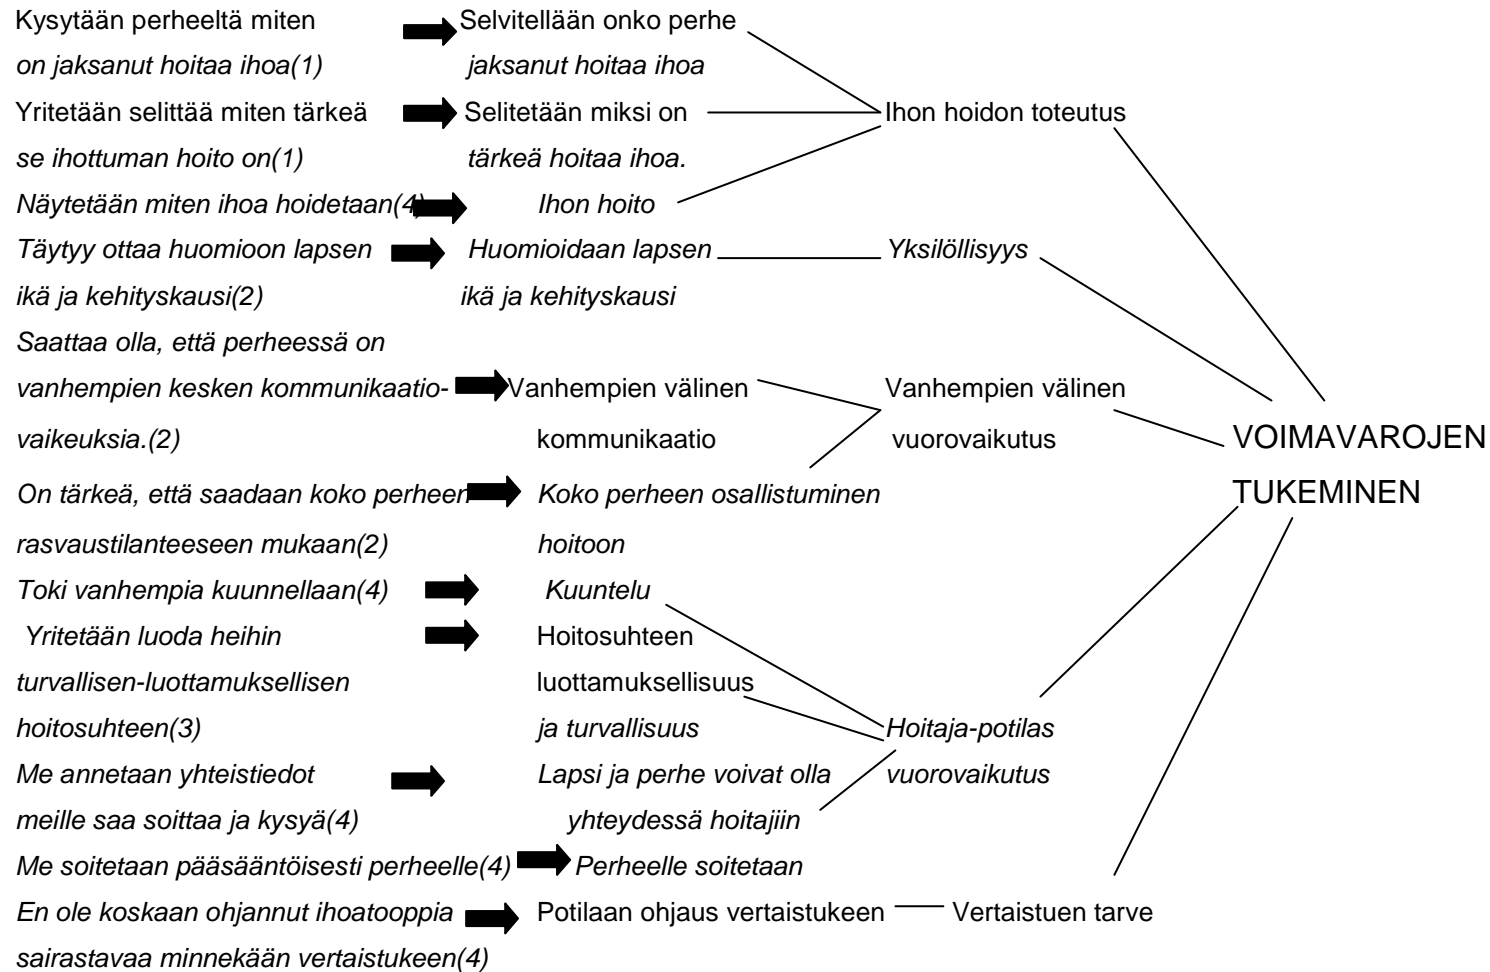 Kysytään perheeltä miten Selvitellään onko perhe
on jaksanut hoitaa ihoa(1) jaksanut hoitaa ihoa
Yritetään selittää miten tärkeä Selitetään miksi on Ihon hoidon toteutus
se ihottuman hoito on(1) tärkeä hoitaa ihoa.
Näytetään miten ihoa hoidetaan(4) Ihon hoito
Täytyy ottaa huomioon lapsen Huomioidaan lapsen Yksilöllisyys
ikä ja kehityskausi(2) ikä ja kehityskausi
Saattaa olla, että perheessä on
vanhempien kesken kommunikaatio- Vanhempien välinen Vanhempien välinen
vaikeuksia.(2) kommunikaatio vuorovaikutus VOIMAVAROJEN
On tärkeä, että saadaan koko perheen Koko perheen osallistuminen TUKEMINEN
rasvaustilanteeseen mukaan(2) hoitoon
Toki vanhempia kuunnellaan(4) Kuuntelu
Yritetään luoda heihin Hoitosuhteen
turvallisen-luottamuksellisen luottamuksellisuus
hoitosuhteen(3) ja turvallisuus Hoitaja-potilas
Me annetaan yhteistiedot Lapsi ja perhe voivat olla vuorovaikutus
meille saa soittaa ja kysyä(4) yhteydessä hoitajiin
Me soitetaan pääsääntöisesti perheelle(4) Perheelle soitetaan
En ole koskaan ohjannut ihoatooppia Potilaan ohjaus vertaistukeen Vertaistuen tarve
sairastavaa minnekään vertaistukeen(4)